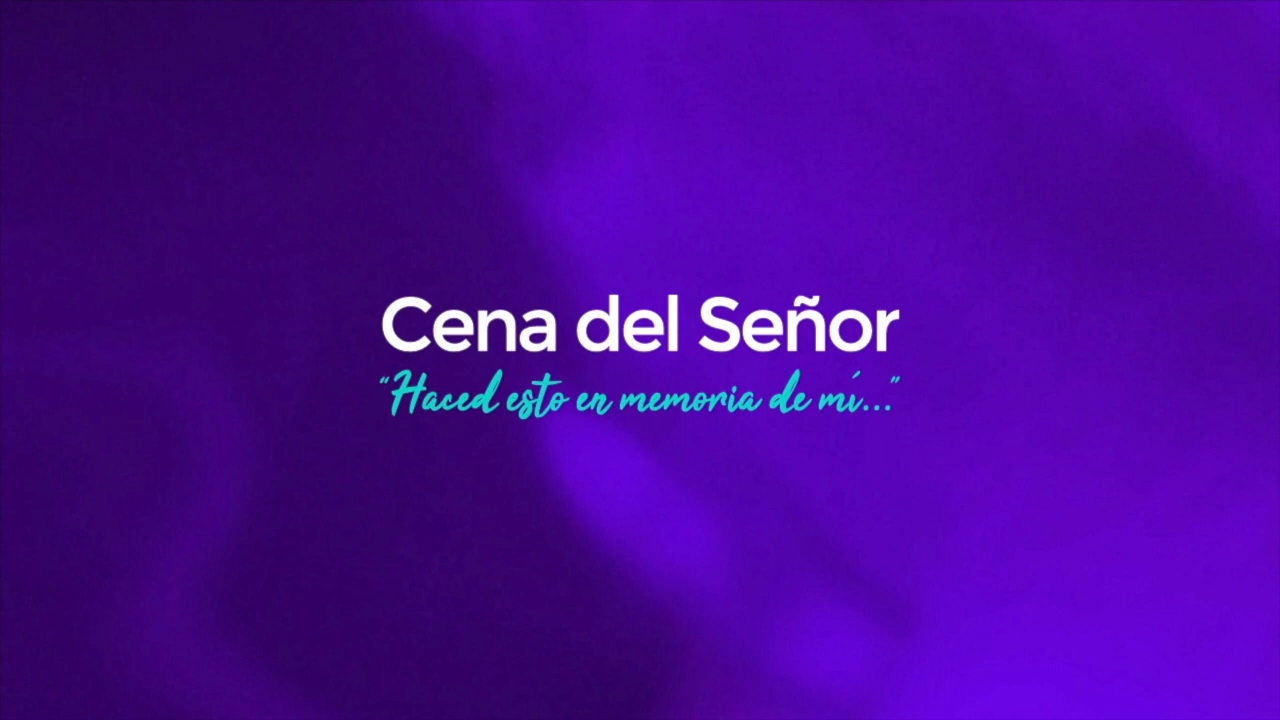 Cena del Señor
“Haced esto en memoria de mí...”